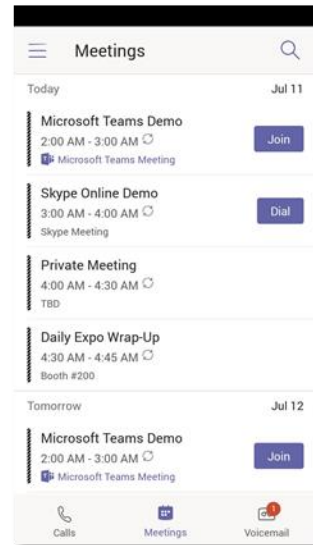 Meetings
Today Jul 11
Microsoft Teams Demo
2:00 AM - 3:00 AM
Join
Microsoft Teams Meeting
Skype Online Demo
3:00 AM - 4:00 AM
Dial
Skype Meeting
Private Meeting
4:00 AM - 4:30 AM
TBD
Daily Expo Wrap-Up
4:30 AM - 4:45 AM
Booth #200
Tomorrow Jul 12
Microsoft Teams Demo
2:00 AM - 3:00 AM
Join
Microsoft Teams Meeting
1
Calls Meetings Voicemail